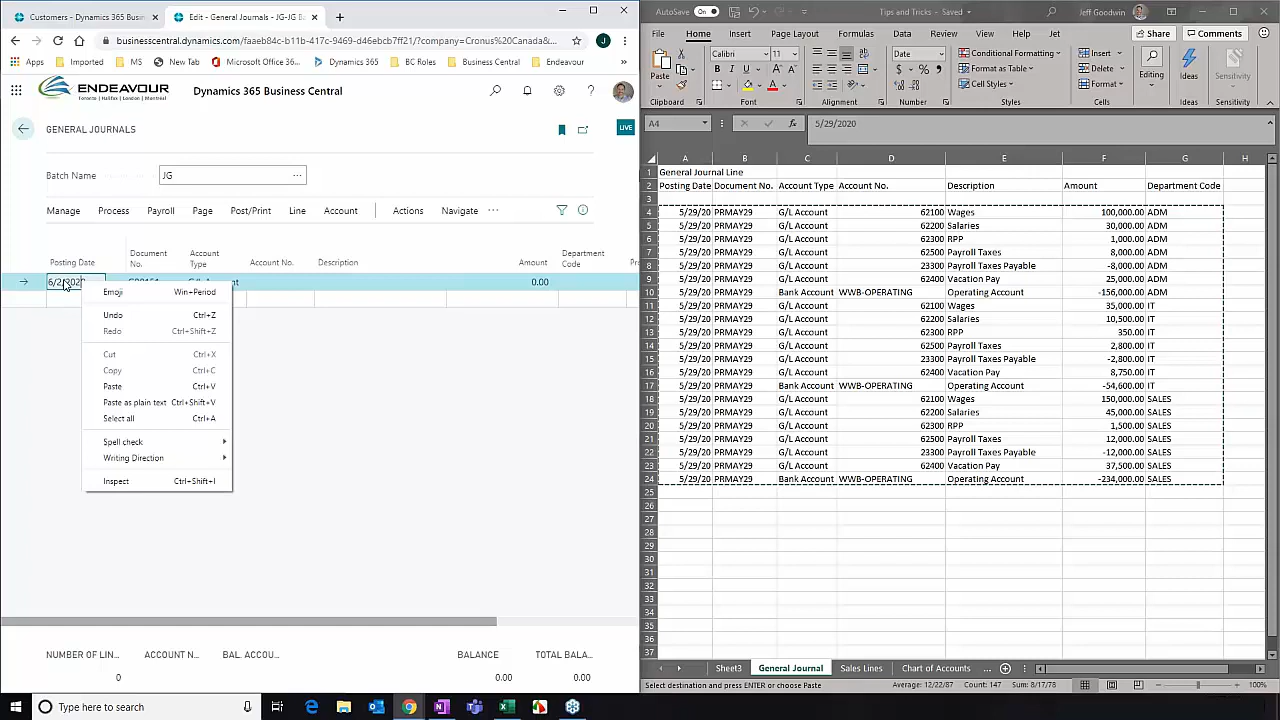 Customers - Dynamics 365 Busin
Edit - General Journals - JG-JG Ba
businesscentral.dynamics.com/faaeb84c-b11b-417c-9469-d46ebcb7ff21/?company=Cronus%20Canada&...
J
Apps Imported MS New Tab Microsoft Office 36... Dynamics 365 BC Roles Business Central Endeavour
ENDEAVOUR
Toronto | Halifax | London | Montreal
Dynamics 365 Business Central
GENERAL JOURNALS
LIVE
Batch Name JG ...
Manage Process Payroll Page Post/Print Line Account Actions Navigate ...
Posting Date Document No. Account Type Account No. Description Amount Department Code
6/2/2020 0.00
Emoji Win+Period
Undo Ctrl+Z
Redo Ctrl+Shift+Z
Cut Ctrl+X
Copy Ctrl+C
Paste Ctrl+V
Paste as plain text Ctrl+Shift+V
Select all Ctrl+A
Spell check
Writing Direction
Inspect Ctrl+Shift+I
NUMBER OF LIN... ACCOUNT N... BAL. ACCOU... BALANCE TOTAL BALA...
0 0.00 0.00
Type here to search
AutoSave On Tips and Tricks - Saved Jeff Goodwin
File Home Insert Page Layout Formulas Data Review View Help Jet Share Comments
Paste Calibri 11 Date Conditional Formatting Insert
B I U $ % Format as Table Delete Editing Ideas Sensitivity
Cell Styles Format
Clipboard Font Alignment Number Styles Cells Ideas Sensitivity
A4 fx 5/29/2020
A B C D E F G H
1 General Journal Line
2 Posting Date Document No. Account Type Account No. Description Amount Department Code
3
4 5/29/20 PRMAY29 G/L Account 62100 Wages 100,000.00 ADM
5 5/29/20 PRMAY29 G/L Account 62200 Salaries 30,000.00 ADM
6 5/29/20 PRMAY29 G/L Account 62300 RPP 1,000.00 ADM
7 5/29/20 PRMAY29 G/L Account 62500 Payroll Taxes 8,000.00 ADM
8 5/29/20 PRMAY29 G/L Account 23300 Payroll Taxes Payable -8,000.00 ADM
9 5/29/20 PRMAY29 G/L Account 62400 Vacation Pay 25,000.00 ADM
10 5/29/20 PRMAY29 Bank Account WWB-OPERATING Operating Account -156,000.00 ADM
11 5/29/20 PRMAY29 G/L Account 62100 Wages 35,000.00 IT
12 5/29/20 PRMAY29 G/L Account 62200 Salaries 10,500.00 IT
13 5/29/20 PRMAY29 G/L Account 62300 RPP 350.00 IT
14 5/29/20 PRMAY29 G/L Account 62500 Payroll Taxes 2,800.00 IT
15 5/29/20 PRMAY29 G/L Account 23300 Payroll Taxes Payable -2,800.00 IT
16 5/29/20 PRMAY29 G/L Account 62400 Vacation Pay 8,750.00 IT
17 5/29/20 PRMAY29 Bank Account WWB-OPERATING Operating Account -54,600.00 IT
18 5/29/20 PRMAY29 G/L Account 62100 Wages 150,000.00 SALES
19 5/29/20 PRMAY29 G/L Account 62200 Salaries 45,000.00 SALES
20 5/29/20 PRMAY29 G/L Account 62300 RPP 1,500.00 SALES
21 5/29/20 PRMAY29 G/L Account 62500 Payroll Taxes 12,000.00 SALES
22 5/29/20 PRMAY29 G/L Account 23300 Payroll Taxes Payable -12,000.00 SALES
23 5/29/20 PRMAY29 G/L Account 62400 Vacation Pay 37,500.00 SALES
24 5/29/20 PRMAY29 Bank Account WWB-OPERATING Operating Account -234,000.00 SALES
25
26
27
28
29
30
31
32
33
34
35
36
37
Sheet3 General Journal Sales Lines Chart of Accounts ...
Select destination and press ENTER or choose Paste Average: 12/22/87 Count: 147 Sum: 8/17/78 100%